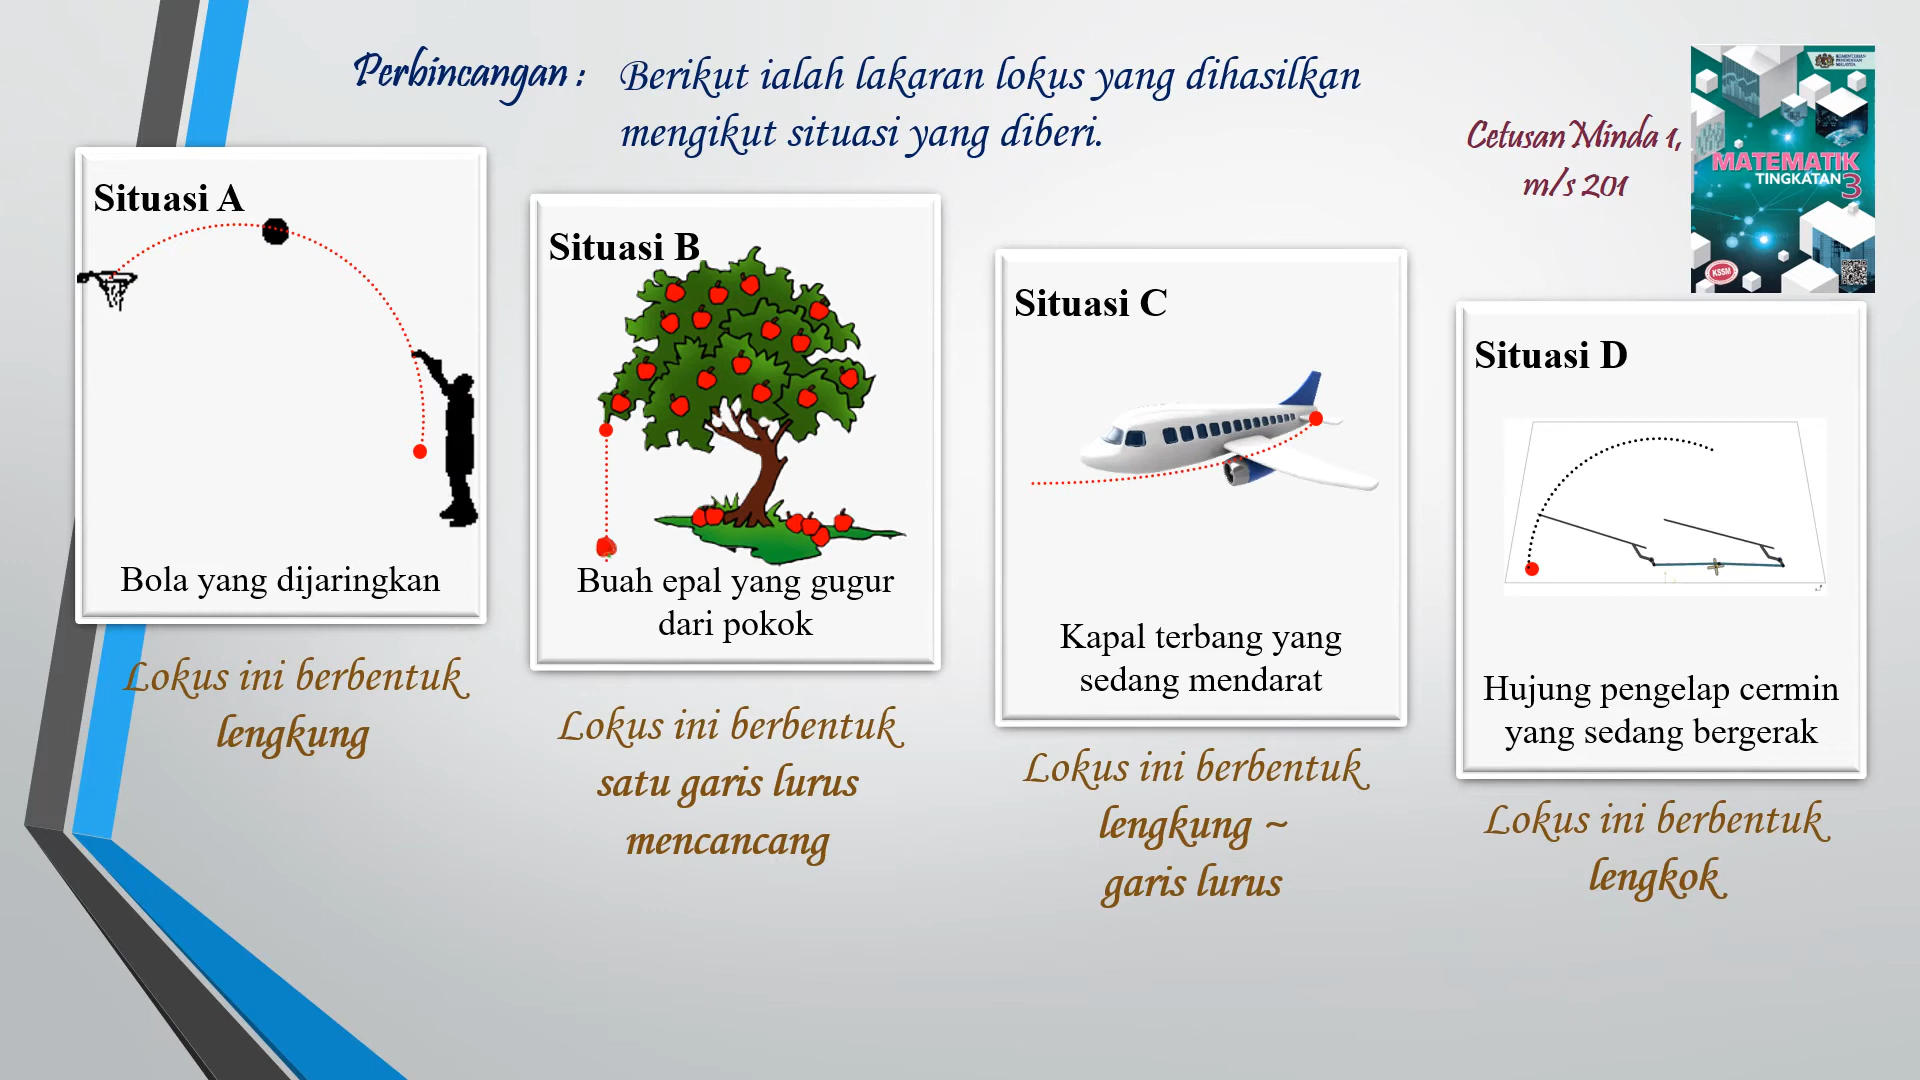 Perbincangan : Berikut ialah lakaran lokus yang dihasilkan
mengikut situasi yang diberi.
Cetusan Minda 1,
m/s 201
KEMENTERIAN
PENDIDIKAN
MALAYSIA
MATEMATIK
TINGKATAN 3
KSSM
Situasi A
Bola yang dijaringkan
Lokus ini berbentuk
lengkung
Situasi B
Buah epal yang gugur
dari pokok
Lokus ini berbentuk
satu garis lurus
mencancang
Situasi C
Kapal terbang yang
sedang mendarat
Lokus ini berbentuk
lengkung ~
garis lurus
Situasi D
Hujung pengelap cermin
yang sedang bergerak
Lokus ini berbentuk
lengkok